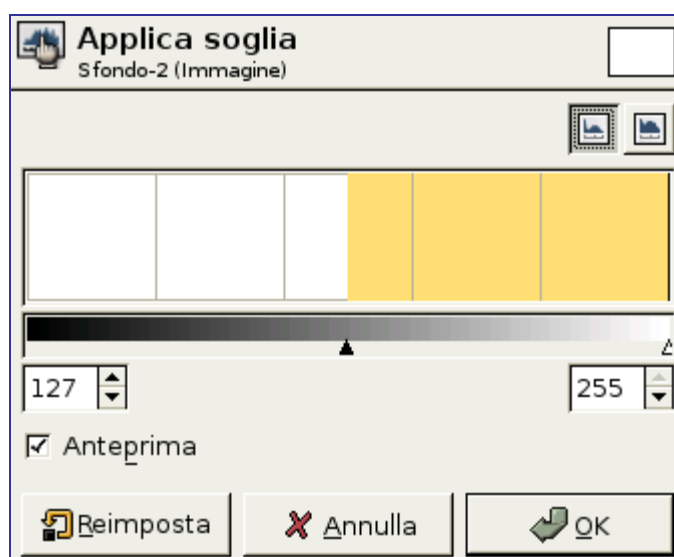 Applica soglia
Sfondo-2 (Immagine)
127 255
Anteprima
Reimposta Annulla OK